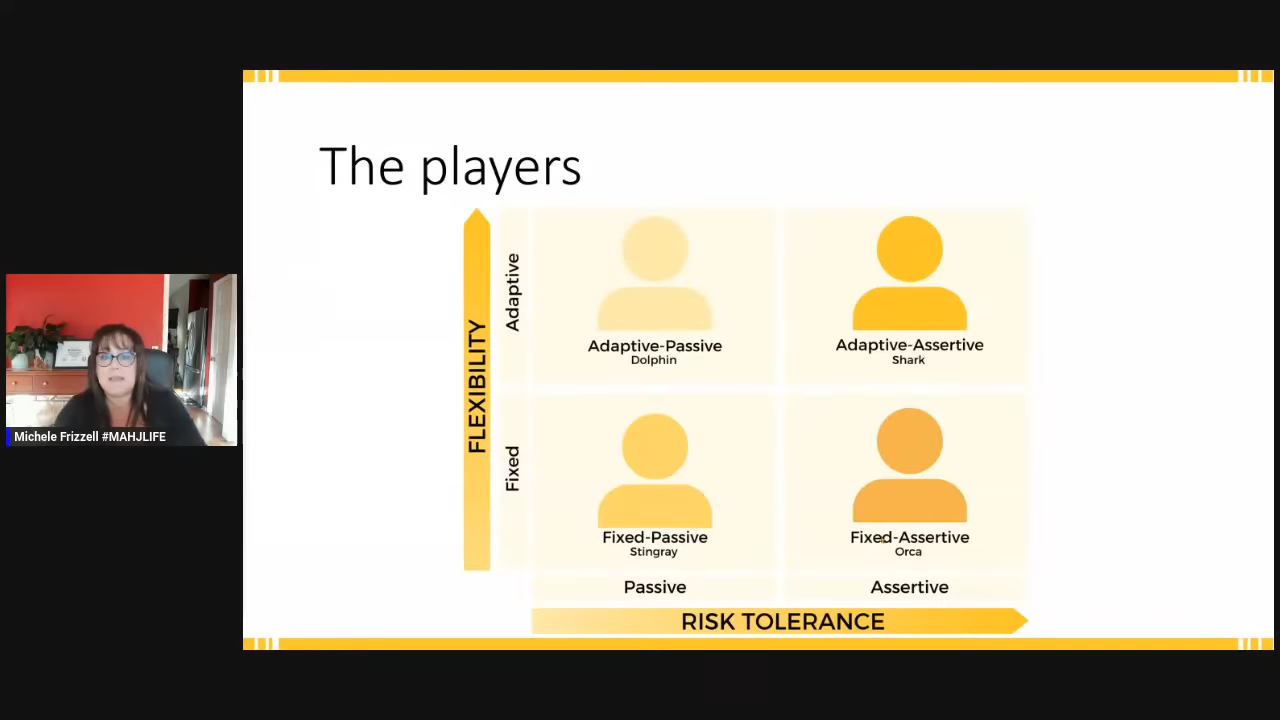 The players
FLEXIBILITY
Adaptive
Fixed
Adaptive-Passive
Dolphin
Adaptive-Assertive
Shark
Fixed-Passive
Stingray
Fixed-Assertive
Orca
Passive
Assertive
RISK TOLERANCE
Michele Frizzell #MAHJLIFE